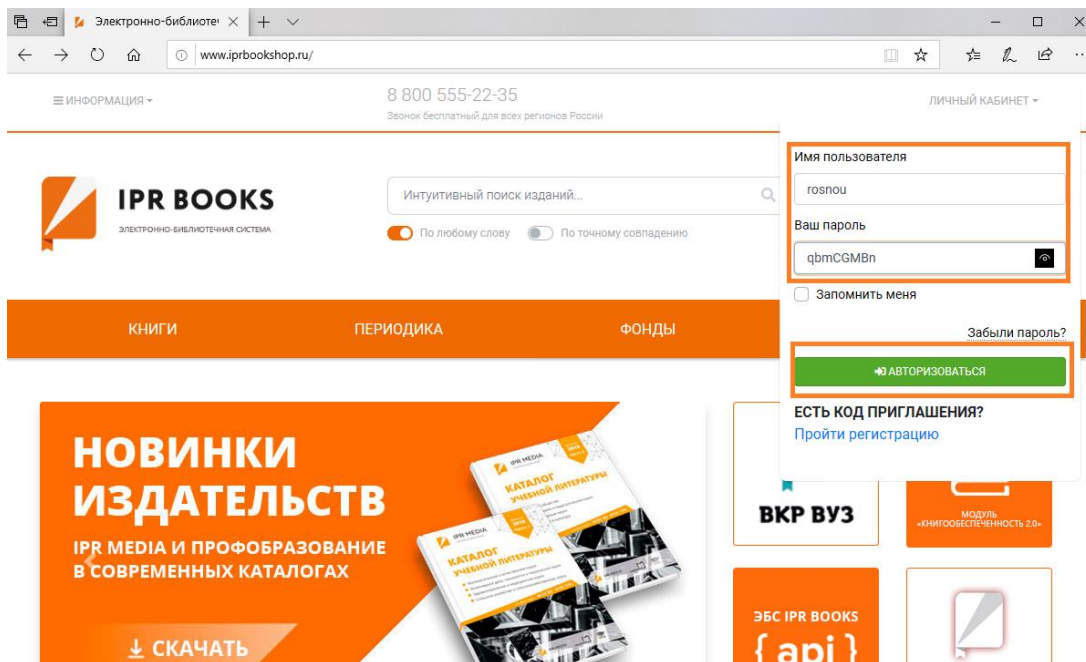 Электронно-библиоте
www.iprbookshop.ru/
ИНФОРМАЦИЯ
8 800 555-22-35
Звонок бесплатный для всех регионов России
ЛИЧНЫЙ КАБИНЕТ
IPR BOOKS
ЭЛЕКТРОННО-БИБЛИОТЕЧНАЯ СИСТЕМА
Интуитивный поиск изданий...
По любому слову По точному совпадению
Имя пользователя
rosnou
Ваш пароль
qbmCGMBn
Запомнить меня
Забыли пароль?
АВТОРИЗОВАТЬСЯ
ЕСТЬ КОД ПРИГЛАШЕНИЯ?
Пройти регистрацию
КНИГИ ПЕРИОДИКА ФОНДЫ
НОВИНКИ
ИЗДАТЕЛЬСТВ
IPR MEDIA И ПРОФОБРАЗОВАНИЕ
В СОВРЕМЕННЫХ КАТАЛОГАХ
СКАЧАТЬ
IPR MEDIA
КАТАЛОГ
УЧЕБНОЙ ЛИТЕРАТУРЫ
IPR MEDIA
КАТАЛОГ
УЧЕБНОЙ ЛИТЕРАТУРЫ
ВКР ВУЗ
МОДУЛЬ
«КНИГООБЕСПЕЧЕННОСТЬ 2.0»
ЭБС IPR BOOKS
{ api }